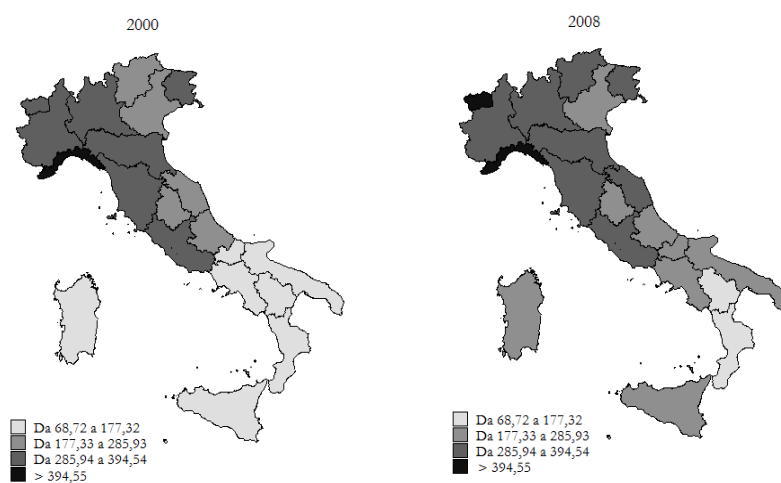 2000
2008
Da 68,72 a 177,32
Da 177,33 a 285,93
Da 285,94 a 394,54
> 394,55
Da 68,72 a 177,32
Da 177,33 a 285,93
Da 285,94 a 394,54
> 394,55